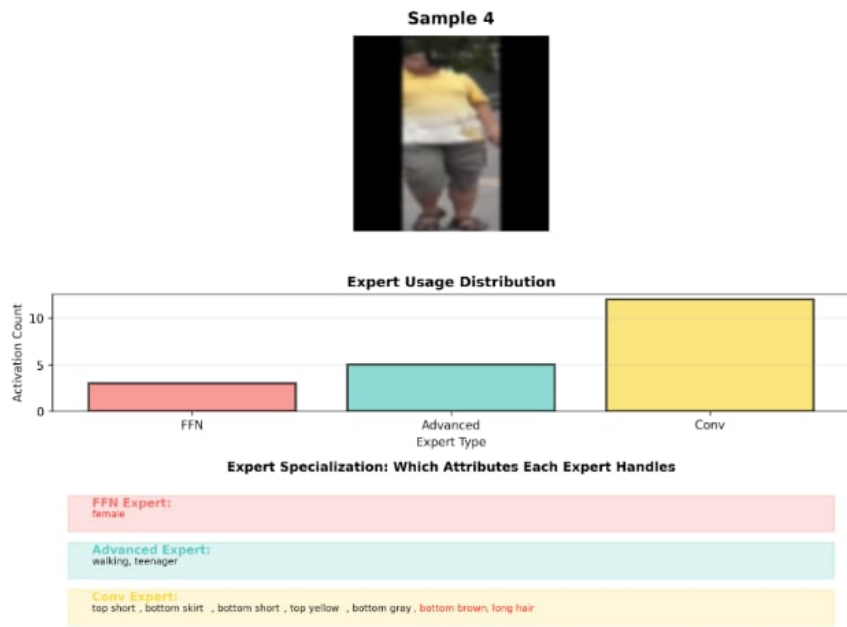 Sample 4
Expert Usage Distribution
Activation Count
10
5
0
FFN Advanced Conv
Expert Type
Expert Specialization: Which Attributes Each Expert Handles
FFN Expert:
female
Advanced Expert:
walking, teenager
Conv Expert:
top short , bottom skirt , bottom short , top yellow , bottom gray , bottom brown, long hair